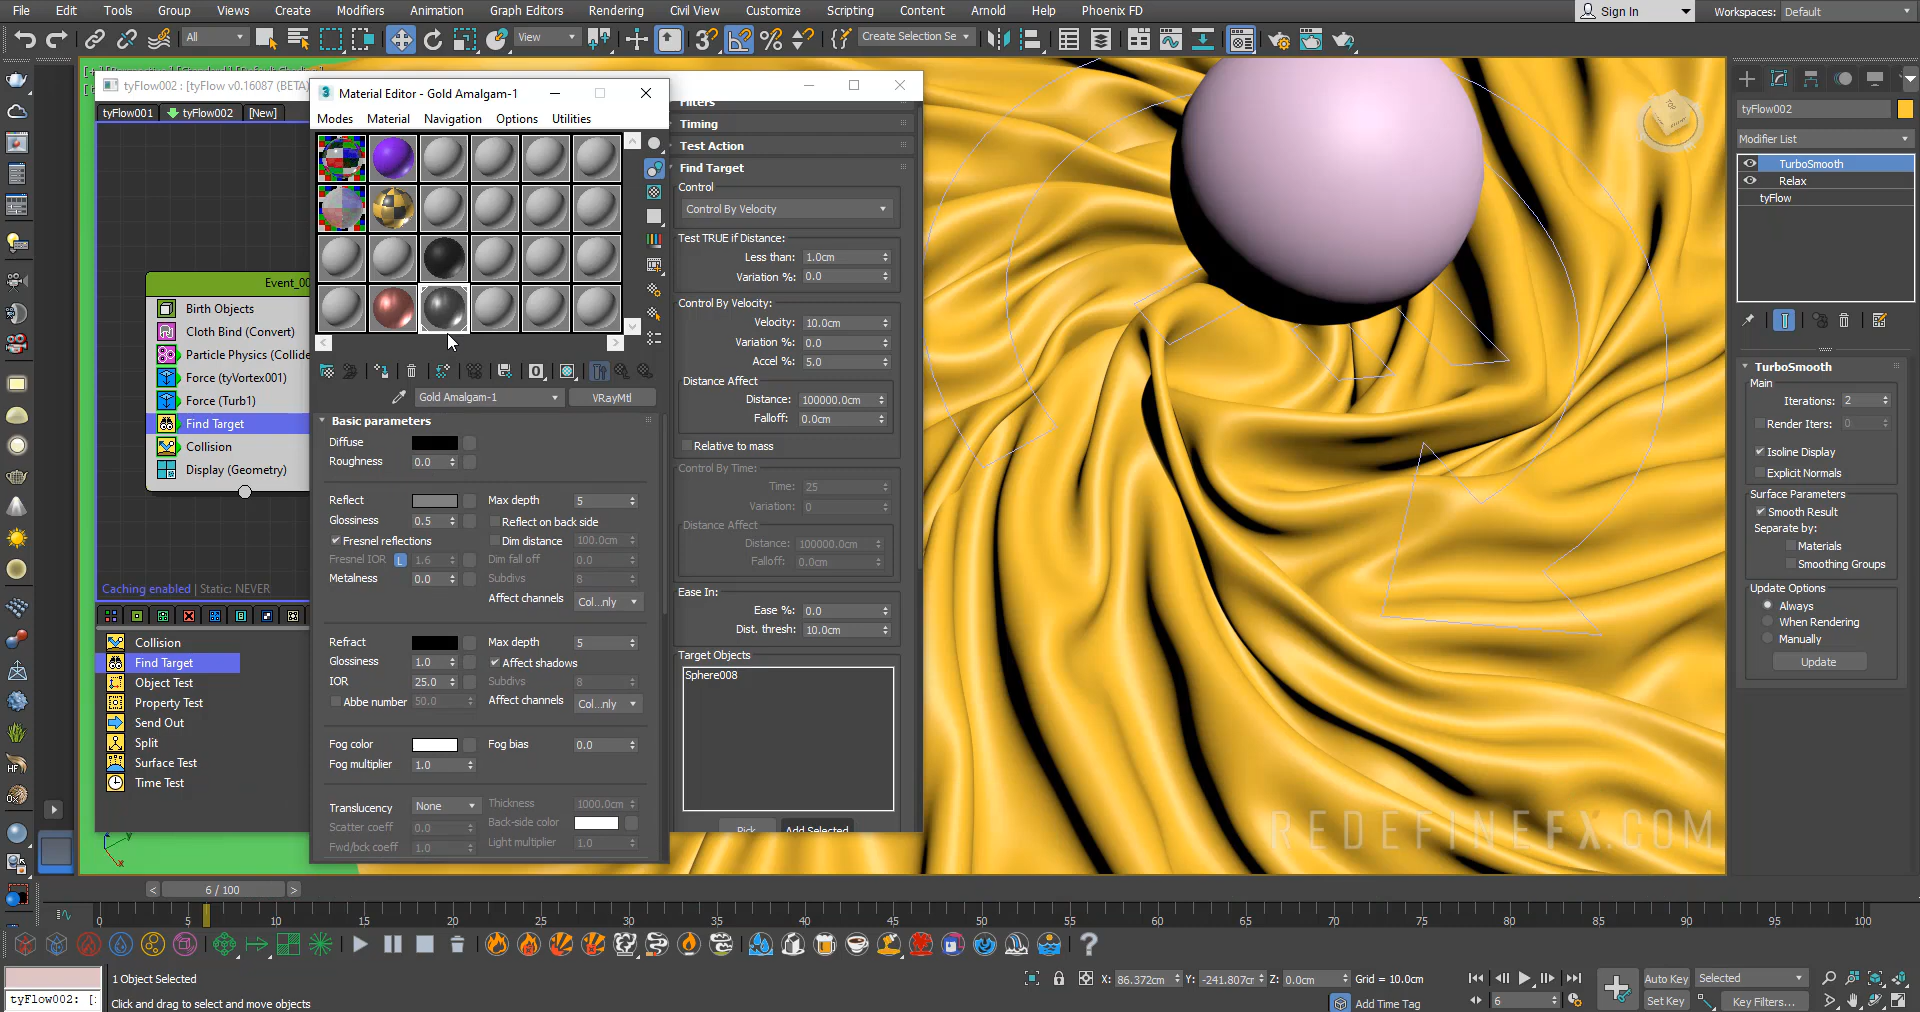 File Edit Tools Group Views Create Modifiers Animation Graph Editors Rendering Civil View Customize Scripting Content Arnold Help Phoenix FD
Sign In
Workspaces: Default
All
View
Create Selection Se
tyFlow002 : [tyFlow v0.16087 (BETA)
tyFlow001 tyFlow002 [New]
Event_00
Birth Objects
Cloth Bind (Convert)
Particle Physics (Collide
Force (tyVortex001)
Force (Turb1)
Find Target
Collision
Display (Geometry)
Caching enabled | Static: NEVER
Collision
Find Target
Object Test
Property Test
Send Out
Split
Surface Test
Time Test
Material Editor - Gold Amalgam-1
Modes Material Navigation Options Utilities
Gold Amalgam-1 VRayMtl
Basic parameters
Diffuse
Roughness 0.0
Reflect Max depth 5
Glossiness 0.5 Reflect on back side
Fresnel reflections Dim distance 100.0cm
Fresnel IOR L 1.6 Dim fall off 0.0
Metalness 0.0 Subdivs 8
Affect channels Col...nly
Refract Max depth 5
Glossiness 1.0 Affect shadows
IOR 25.0 Subdivs 8
Abbe number 50.0 Affect channels Col...nly
Fog color Fog bias 0.0
Fog multiplier 1.0
Translucency None Thickness 1000.0cm
Scatter coeff 0.0 Back-side color
Fwd/bck coeff 1.0 Light multiplier 1.0
Filters
Timing
Test Action
Find Target
Control
Control By Velocity
Test TRUE if Distance:
Less than: 1.0cm
Variation %: 0.0
Control By Velocity:
Velocity: 10.0cm
Variation %: 0.0
Accel %: 5.0
Distance Affect
Distance: 100000.0cm
Falloff: 0.0cm
Relative to mass
Control By Time:
Time: 25
Variation: 0
Distance Affect
Distance: 100000.0cm
Falloff: 0.0cm
Ease In:
Ease %: 0.0
Dist. thresh: 10.0cm
Target Objects
Sphere008
Pick Add Selected
REDEFINEFX.COM
tyFlow002
Modifier List
TurboSmooth
Relax
tyFlow
TurboSmooth
Main
Iterations: 2
Render Iters: 0
Isoline Display
Explicit Normals
Surface Parameters
Smooth Result
Separate by:
Materials
Smoothing Groups
Update Options
Always
When Rendering
Manually
Update
< 6 / 100 >
0 5 10 15 20 25 30 35 40 45 50 55 60 65 70 75 80 85 90 95 100
1 Object Selected
X: 86.372cm Y: -241.807cr Z: 0.0cm Grid = 10.0cm
Auto Key Selected
tyFlow002: [:
Click and drag to select and move objects
Add Time Tag
6
Set Key Key Filters...